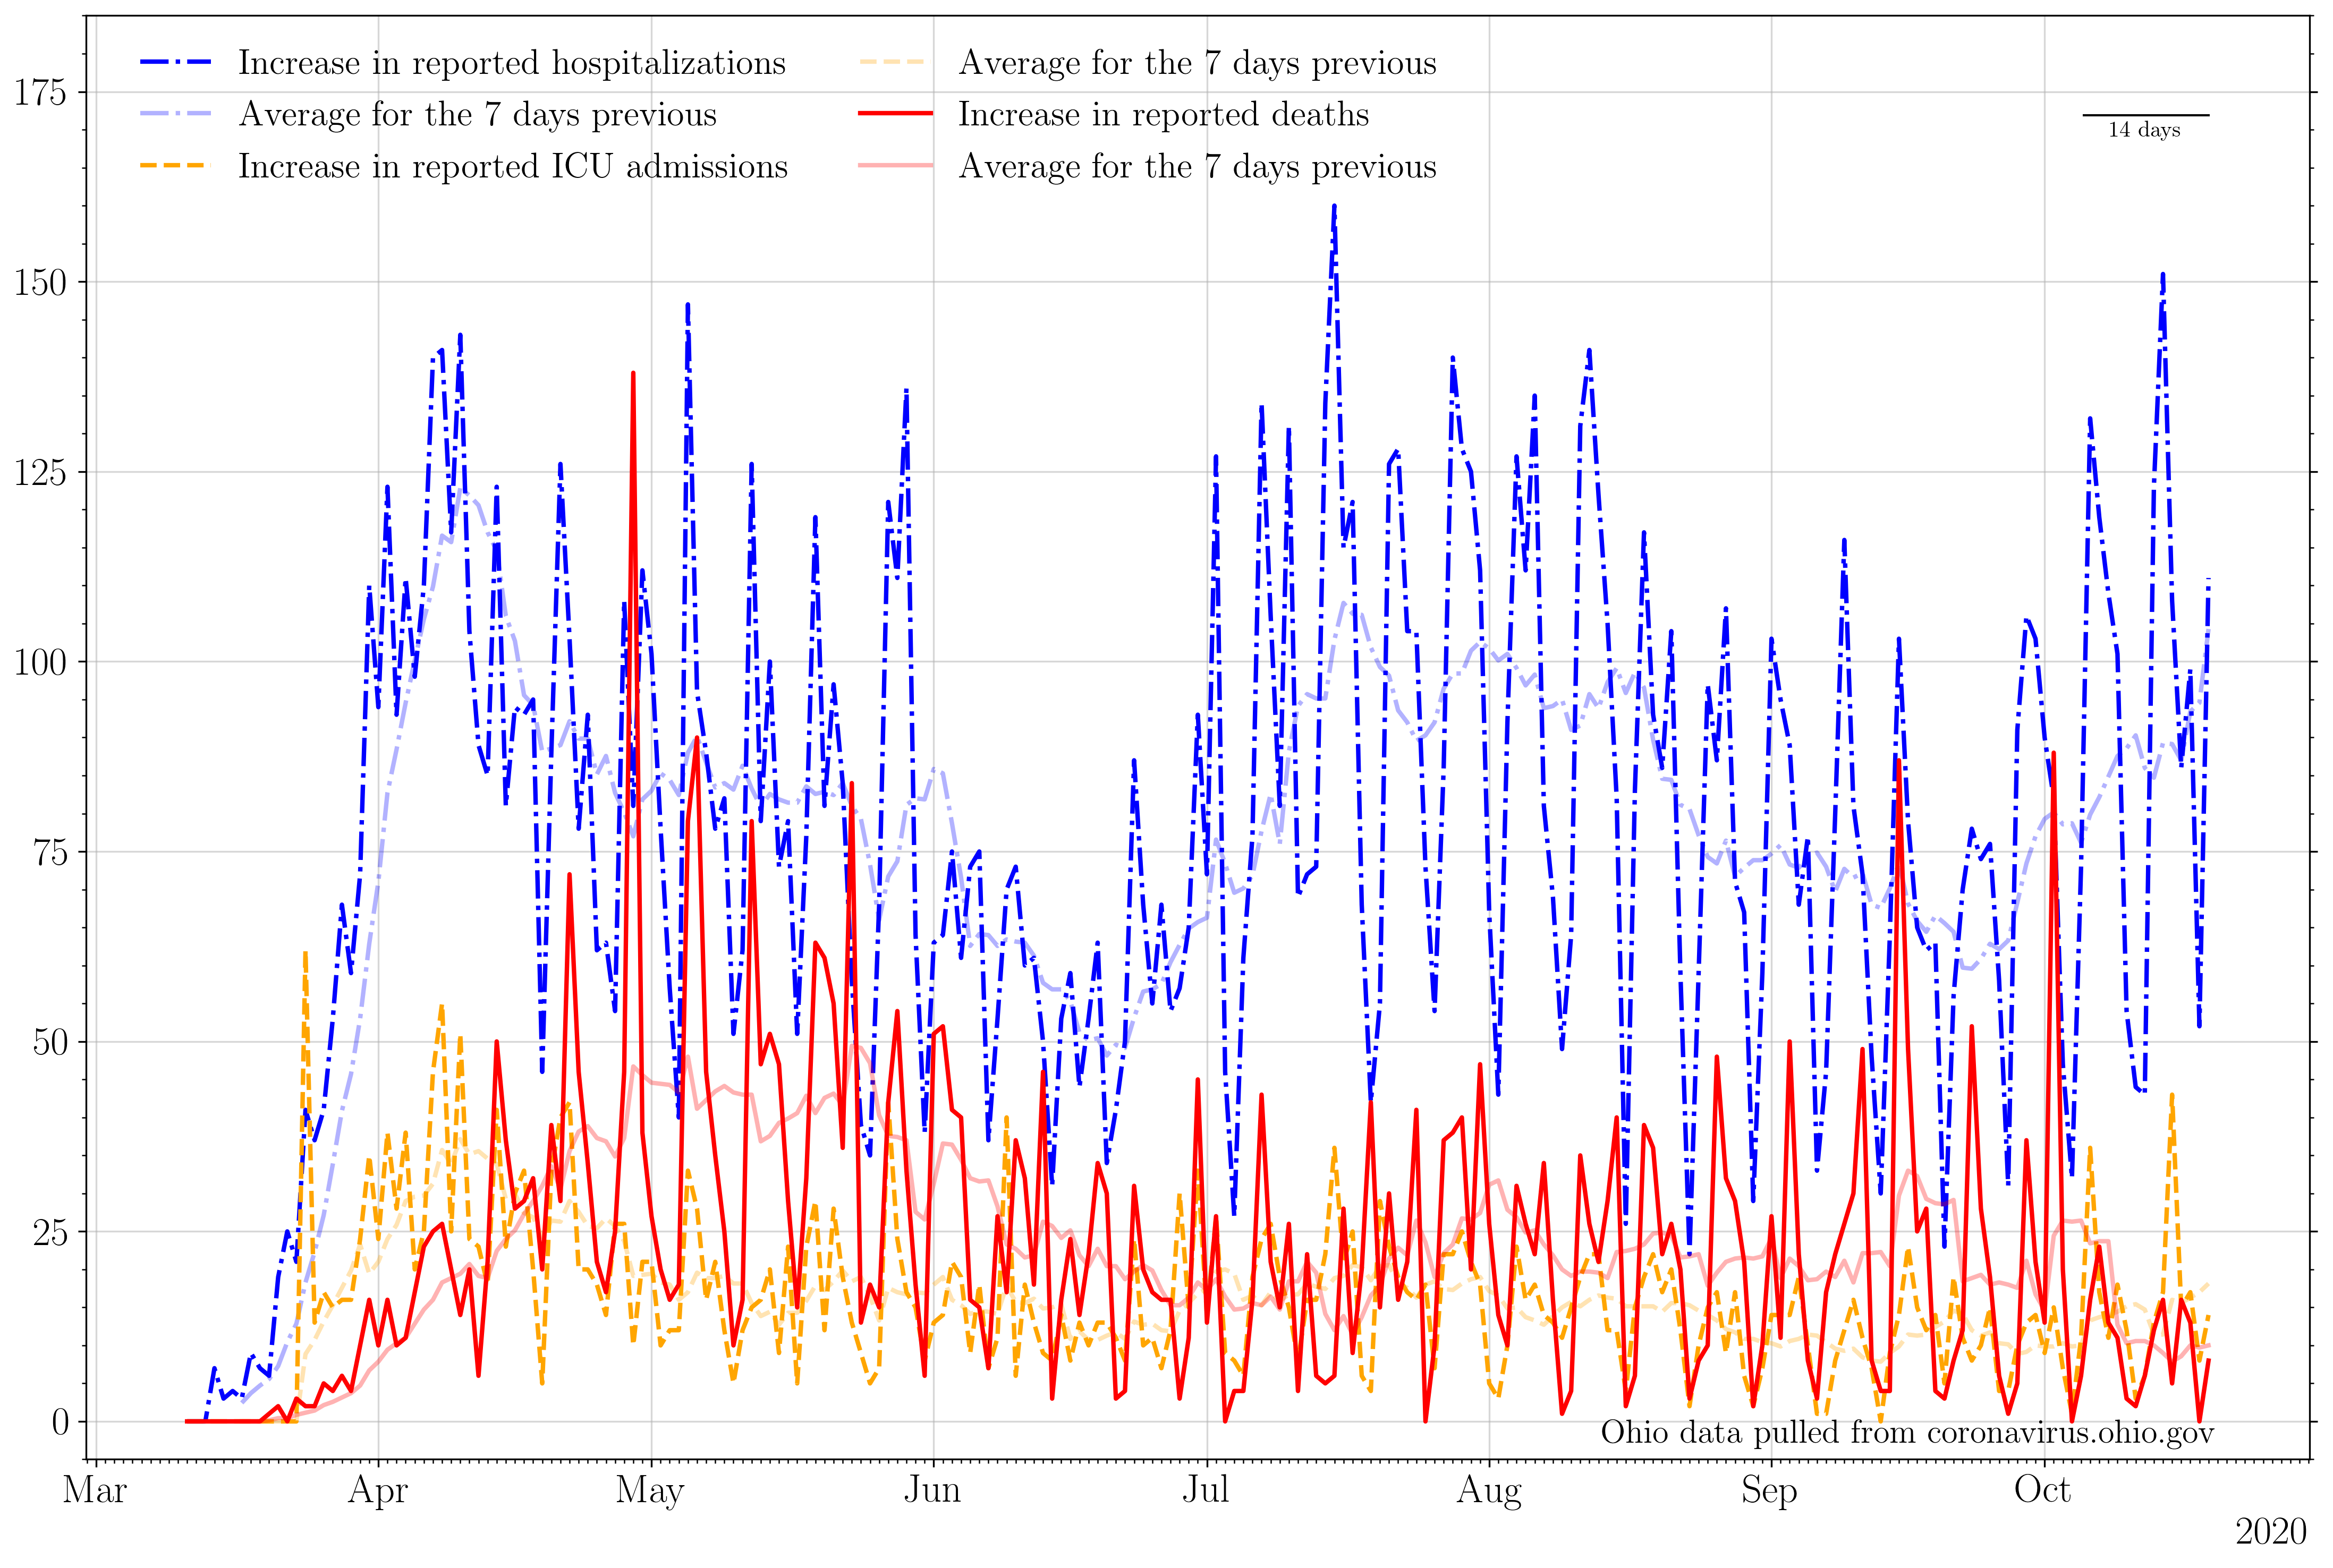 Increase in reported hospitalizations
Average for the 7 days previous
Increase in reported ICU admissions
Average for the 7 days previous
Increase in reported deaths
Average for the 7 days previous
14 days
175
150
125
100
75
50
25
0
Ohio data pulled from coronavirus.ohio.gov
Mar Apr May Jun Jul Aug Sep Oct
2020